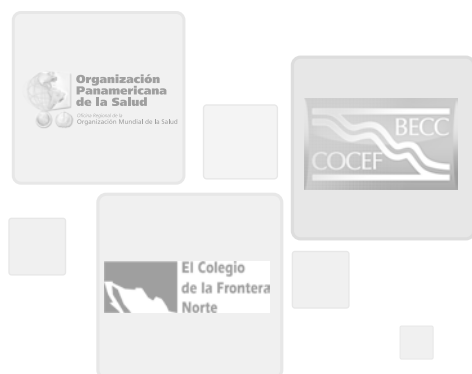 Organización
Panamericana
de la Salud
Oficina Regional de la
Organización Mundial de la Salud
BECC
COCEF
El Colegio
de la Frontera
Norte